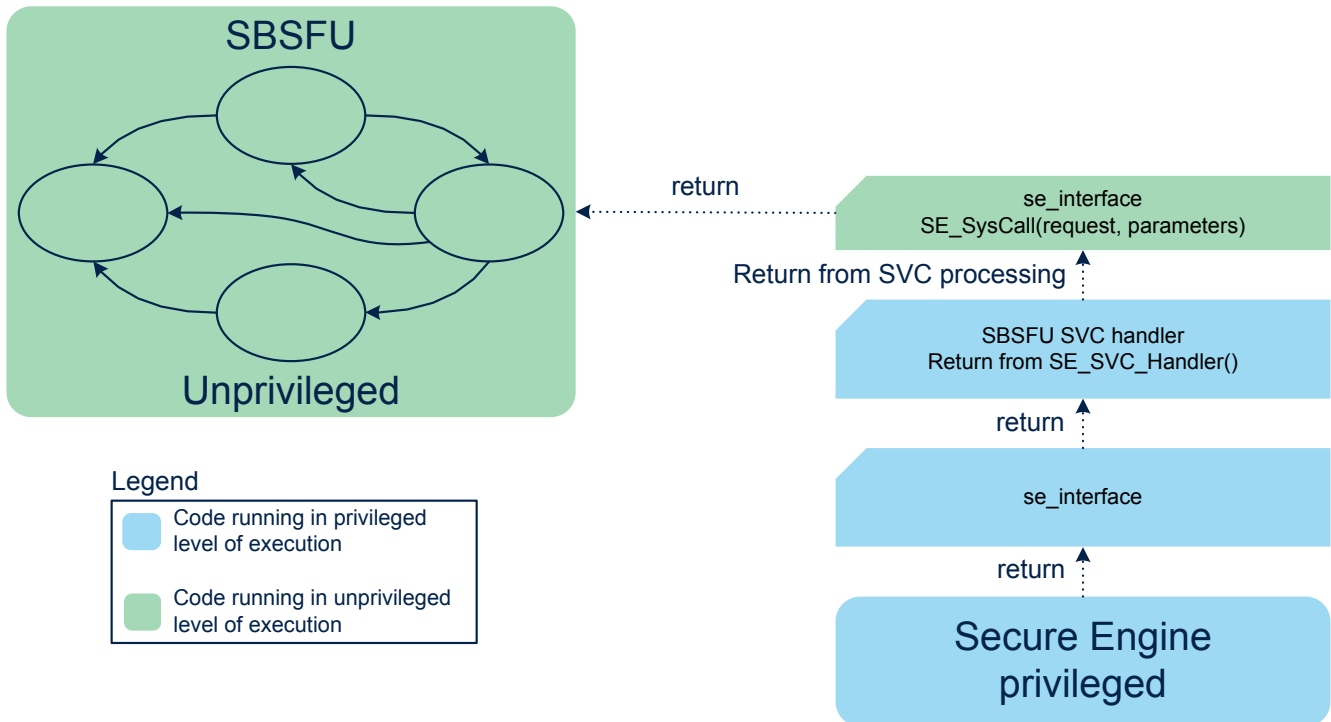 SBSFU
Unprivileged
return
se_interface
SE_SysCall(request, parameters)
Return from SVC processing
SBSFU SVC handler
Return from SE_SVC_Handler()
return
se_interface
return
Secure Engine
privileged
Legend
Code running in privileged
level of execution
Code running in unprivileged
level of execution